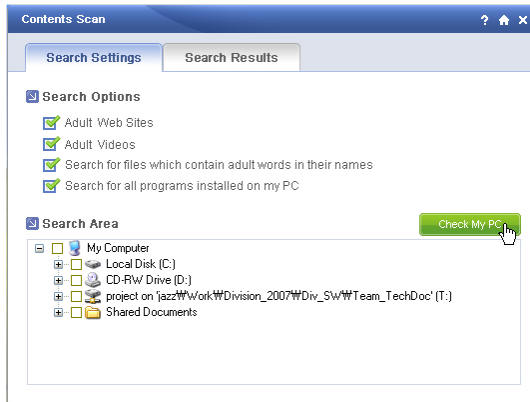 Contents Scan
Search Settings Search Results
Search Options
Adult Web Sites
Adult Videos
Search for files which contain adult words in their names
Search for all programs installed on my PC
Search Area Check My PC
My Computer
Local Disk (C:)
CD-RW Drive (D:)
project on 'jazz₩Work₩Division_2007₩Div_SW₩Team_TechDoc' (T:)
Shared Documents